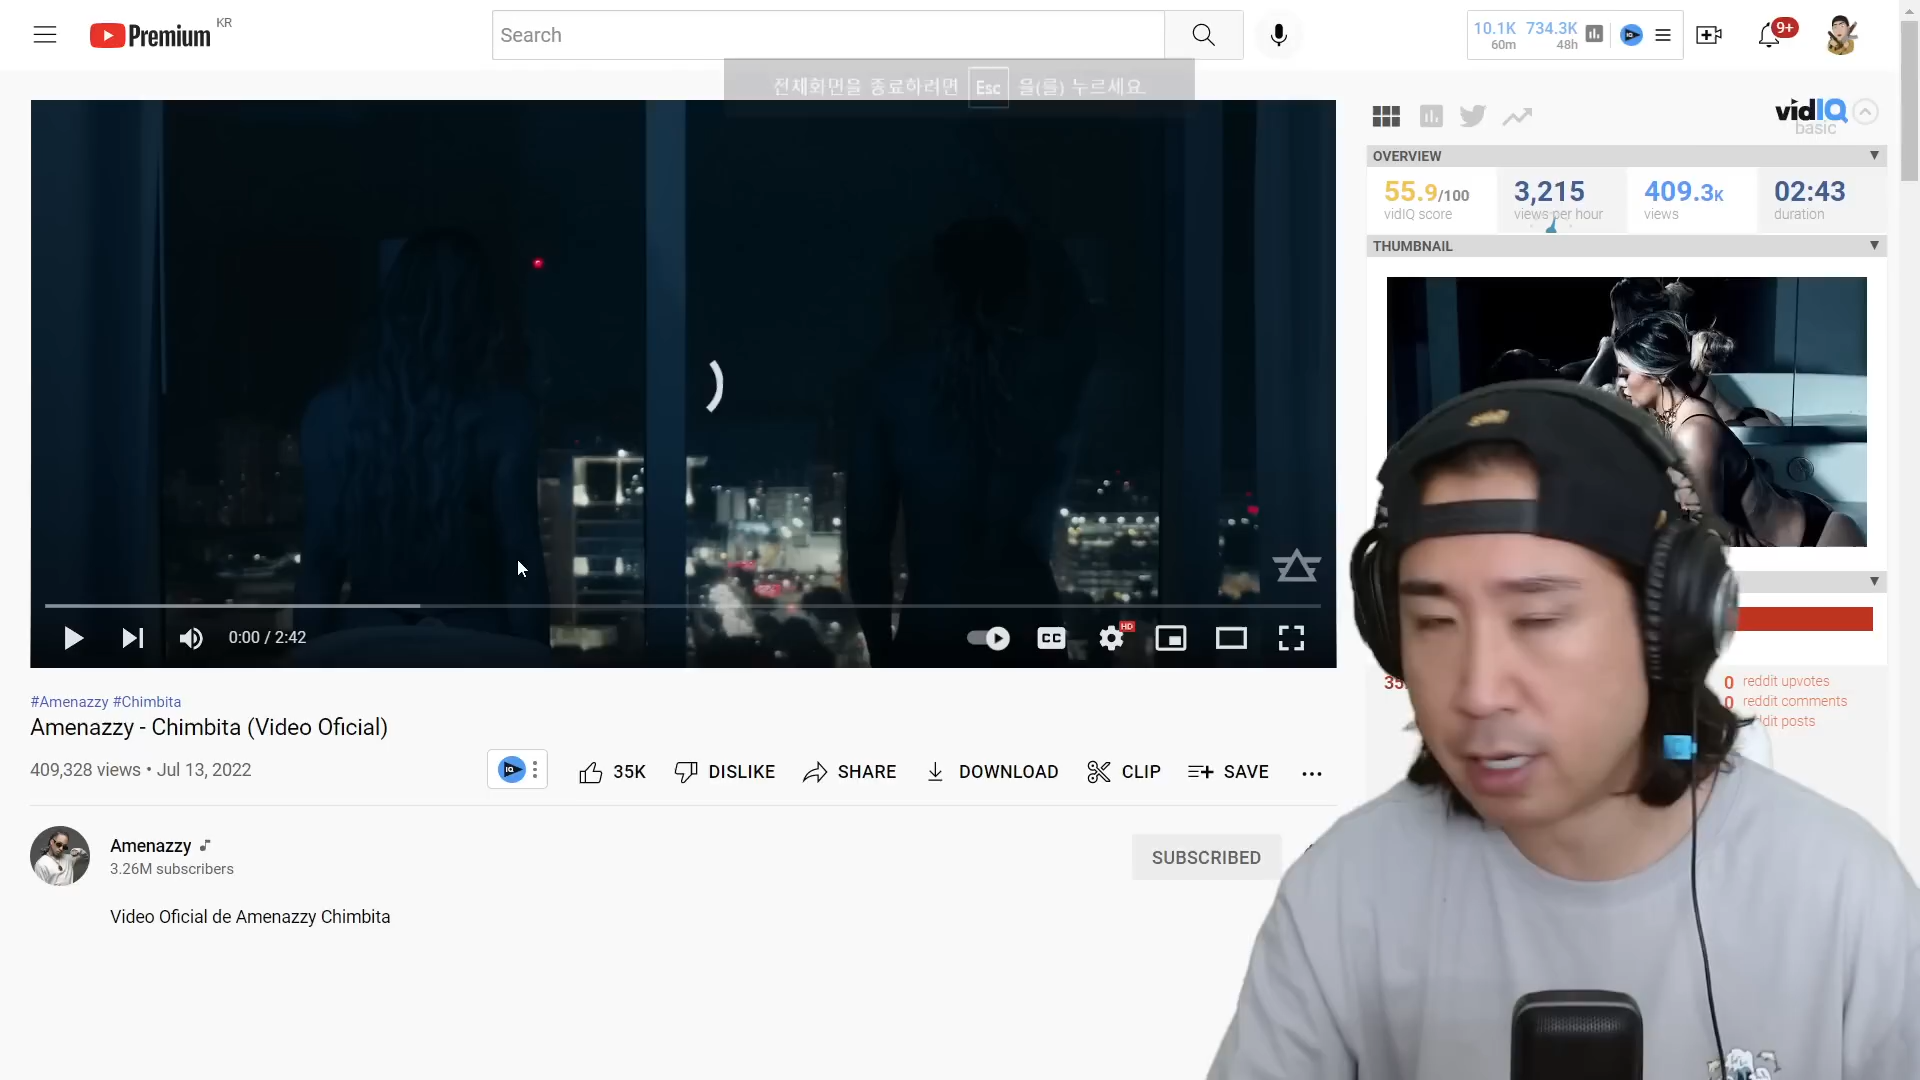 Premium KR
Search
10.1K 734.3K
60m 48h
9+
전체화면을 종료하려면 Esc 을(를) 누르세요.
vidIQ
basic
OVERVIEW
55.9/100 3,215 409.3K 02:43
vidIQ score views per hour views duration
THUMBNAIL
HD
CC
0:00 / 2:42
#Amenazzy #Chimbita
Amenazzy - Chimbita (Video Oficial)
409,328 views • Jul 13, 2022
IQ
35K DISLIKE SHARE DOWNLOAD CLIP SAVE
0 reddit upvotes
0 reddit comments
reddit posts
Amenazzy
3.26M subscribers
SUBSCRIBED
Video Oficial de Amenazzy Chimbita